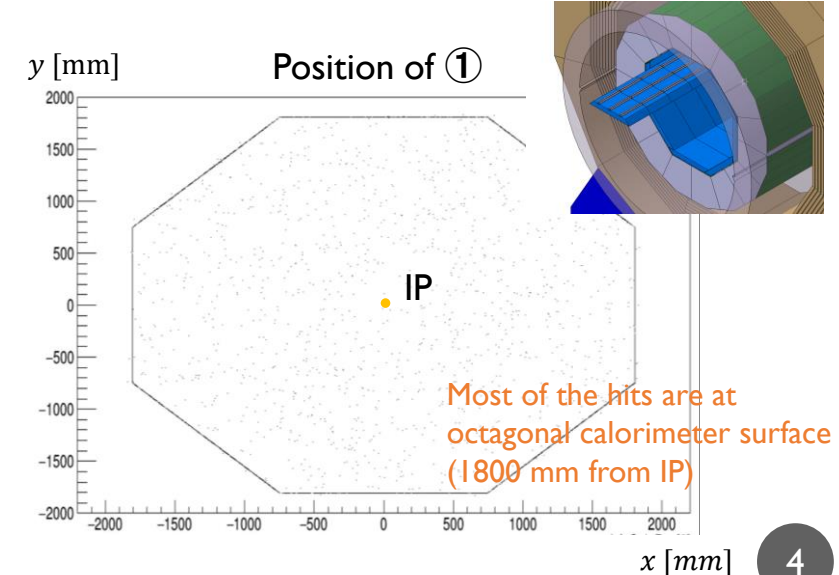 y [mm]
Position of ①
2000
1500
1000
500
0
−500
−1000
−1500
−2000
IP
Most of the hits are at
octagonal calorimeter surface
(1800 mm from IP)
−2000 −1500 −1000 −500 0 500 1000 1500 2000
x [mm]
4